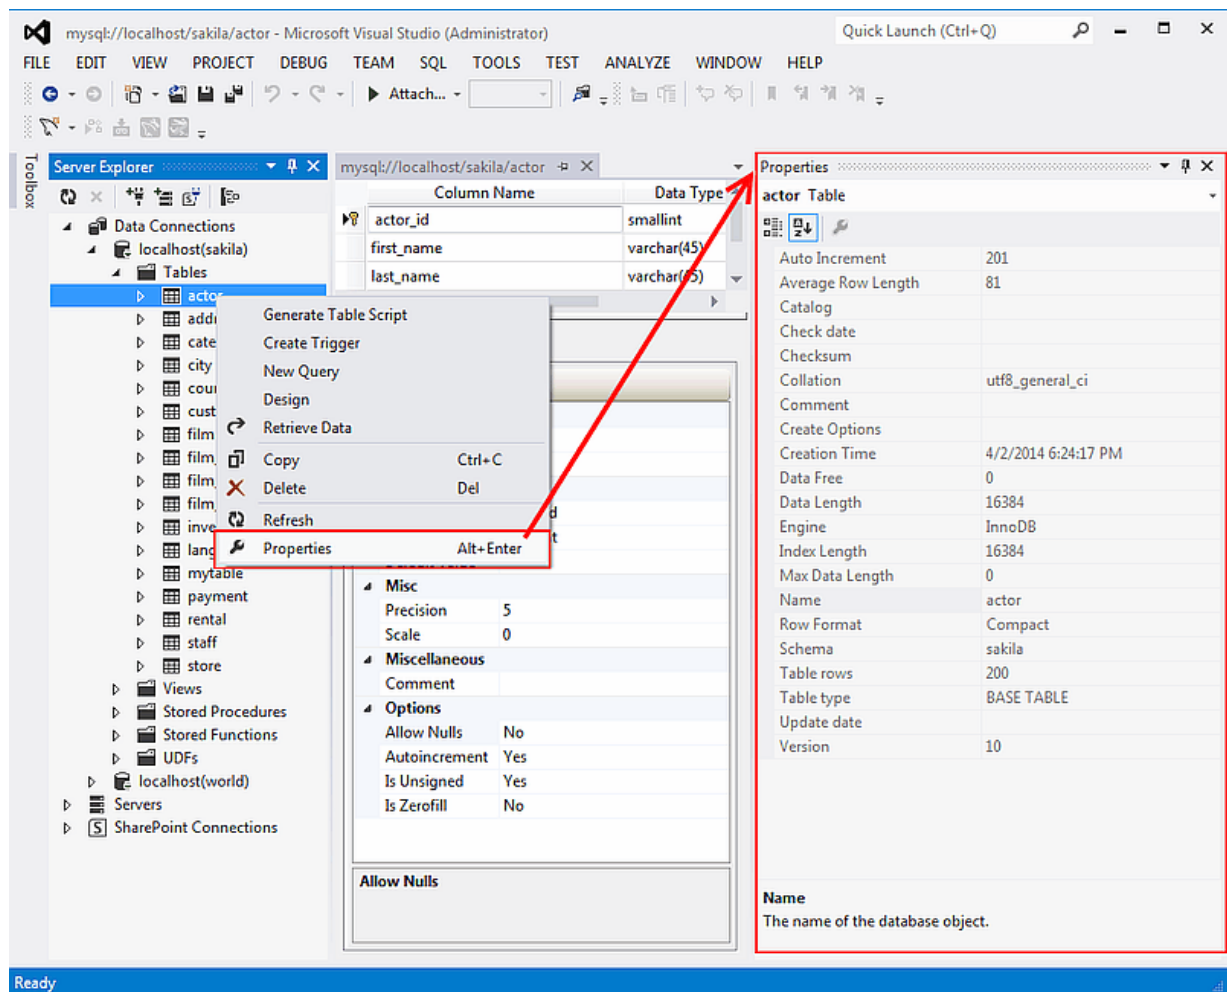 mysql://localhost/sakila/actor - Microsoft Visual Studio (Administrator)
Quick Launch (Ctrl+Q)
FILE EDIT VIEW PROJECT DEBUG TEAM SQL TOOLS TEST ANALYZE WINDOW HELP
Attach...
Toolbox
Server Explorer
Data Connections
localhost(sakila)
Tables
actor
city
film
mytable
payment
rental
staff
store
Views
Stored Procedures
Stored Functions
UDFs
localhost(world)
Servers
SharePoint Connections
Generate Table Script
Create Trigger
New Query
Design
Retrieve Data
Copy Ctrl+C
Delete Del
Refresh
Properties Alt+Enter
mysql://localhost/sakila/actor
Column Name Data Type
actor_id smallint
first_name varchar(45)
last_name varchar(45)
Misc
Precision 5
Scale 0
Miscellaneous
Comment
Options
Allow Nulls No
Autoincrement Yes
Is Unsigned Yes
Is Zerofill No
Allow Nulls
Properties
actor Table
Auto Increment 201
Average Row Length 81
Catalog
Check date
Checksum
Collation utf8_general_ci
Comment
Create Options
Creation Time 4/2/2014 6:24:17 PM
Data Free 0
Data Length 16384
Engine InnoDB
Index Length 16384
Max Data Length 0
Name actor
Row Format Compact
Schema sakila
Table rows 200
Table type BASE TABLE
Update date
Version 10
Name
The name of the database object.
Ready